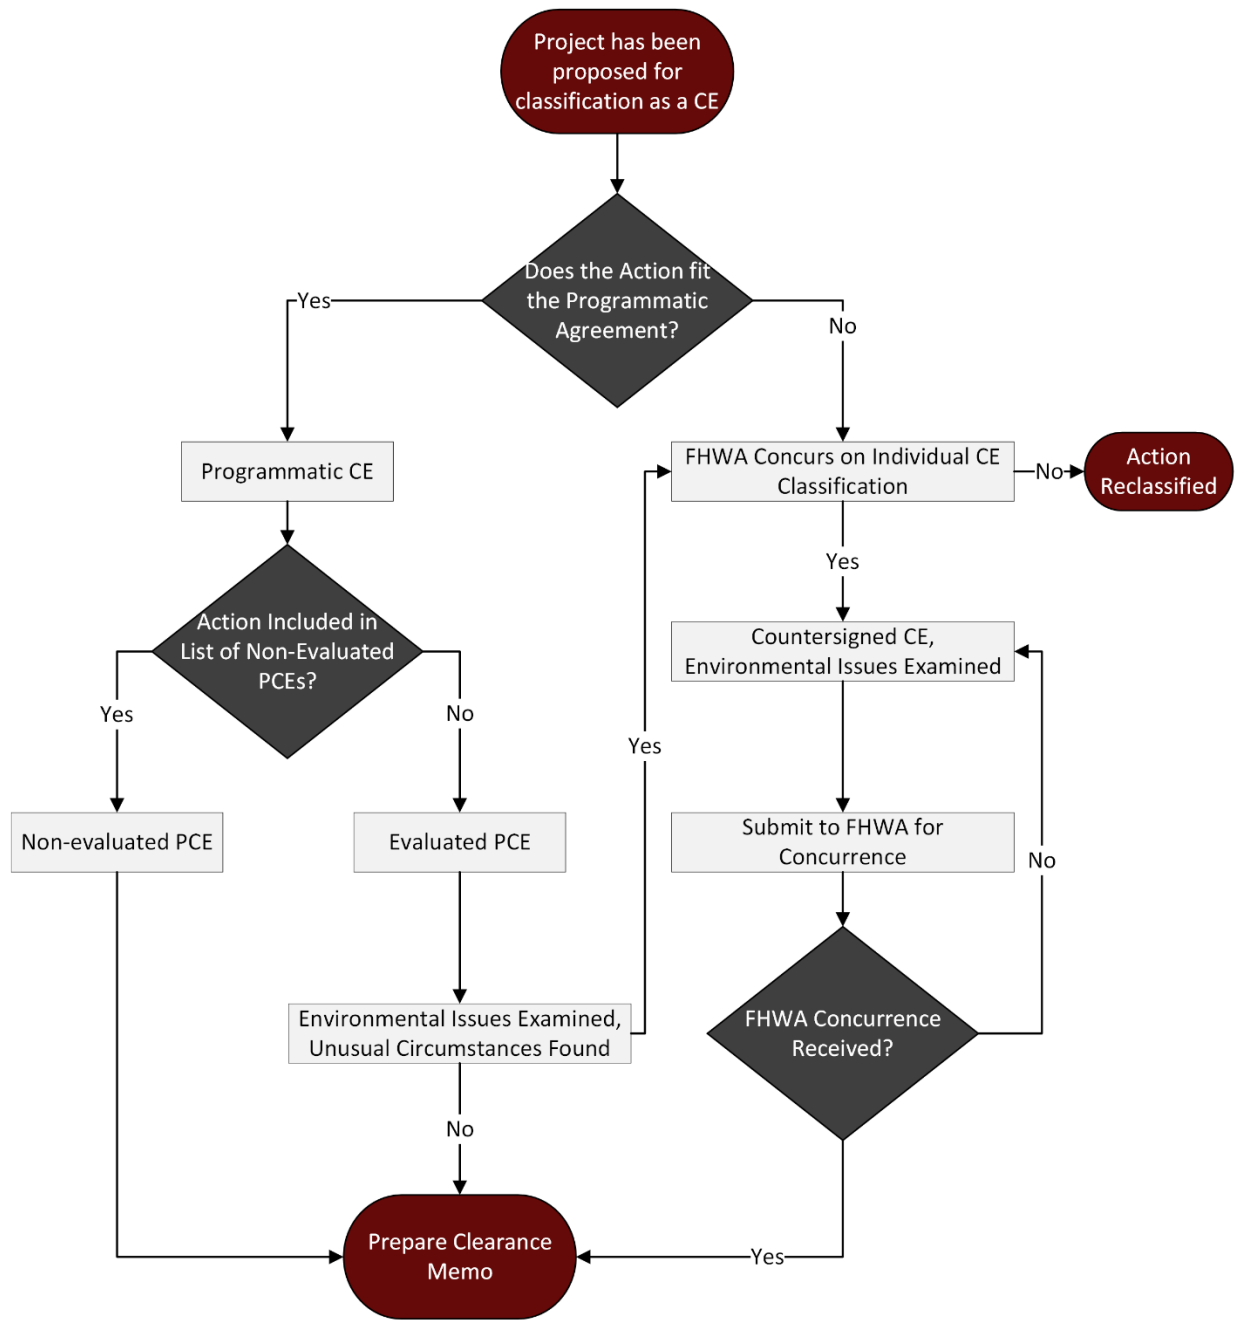 Project has been
proposed for
classification as a CE
Does the Action fit
the Programmatic
Agreement?
Yes
No
Programmatic CE
FHWA Concurs on Individual CE
Classification
No
Action
Reclassified
Yes
Action Included in
List of Non-Evaluated
PCEs?
Countersigned CE,
Environmental Issues Examined
Yes
No
Yes
Non-evaluated PCE
Evaluated PCE
Submit to FHWA for
Concurrence
No
Environmental Issues Examined,
Unusual Circumstances Found
FHWA Concurrence
Received?
No
Prepare Clearance
Memo
Yes